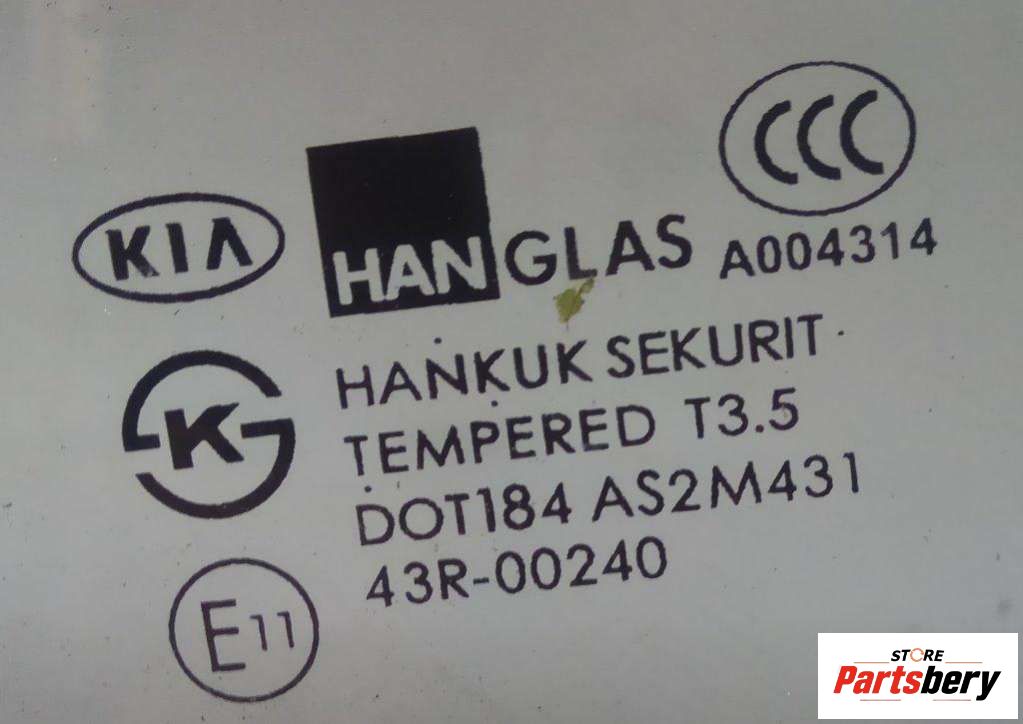 CCC
KIA HANGLAS A004314
HANKUK SEKURIT
K TEMPERED T3.5
DOT184 AS2M431
43R-00240
E11
STORE
Partsbery